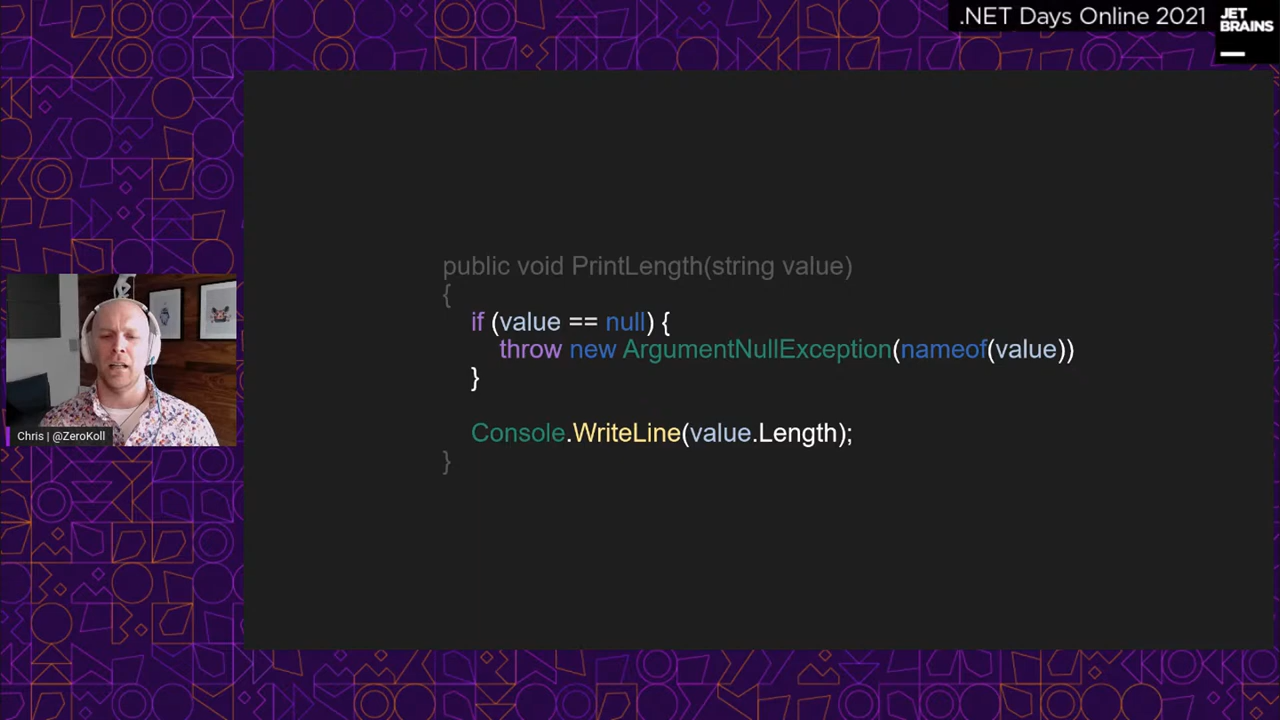 .NET Days Online 2021
JET
BRAINS
public void PrintLength(string value)
{
if (value == null) {
throw new ArgumentNullException(nameof(value))
}
Console.WriteLine(value.Length);
}
Chris | @ZeroKoll